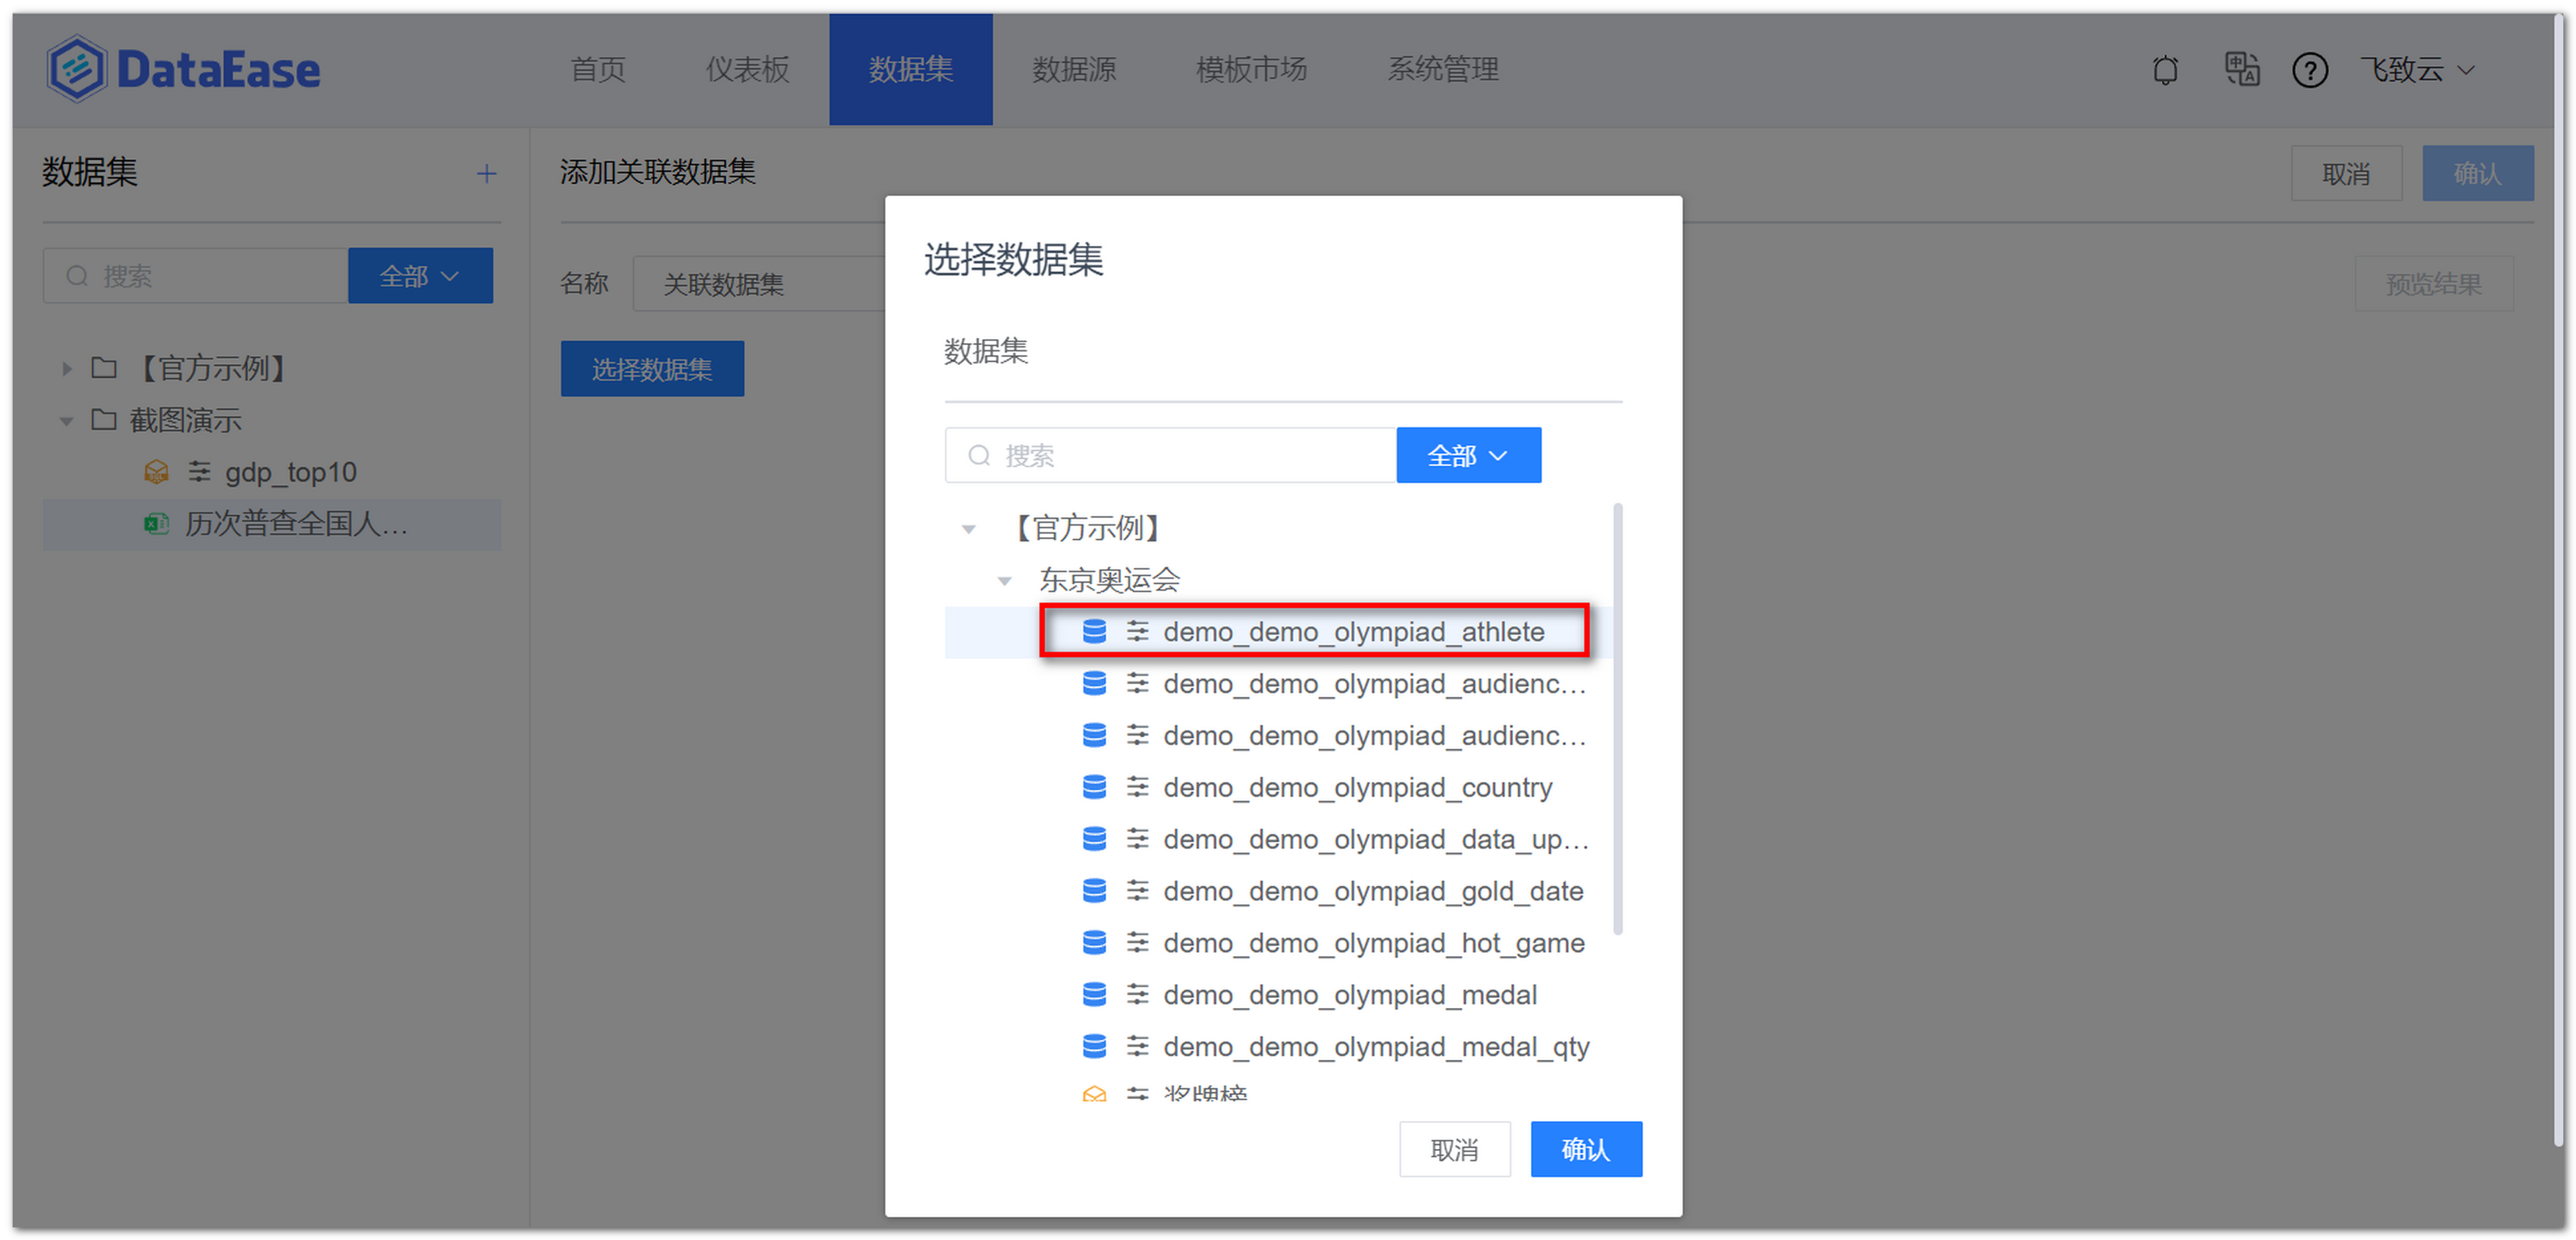 DataEase
首页 仪表板 数据集 数据源 模板市场 系统管理
飞致云
数据集
添加关联数据集
取消 确认
搜索 全部
名称 关联数据集
预览结果
选择数据集
【官方示例】
截图演示
gdp_top10
历次普查全国人...
选择数据集
数据集
搜索 全部
【官方示例】
东京奥运会
demo_demo_olympiad_athlete
demo_demo_olympiad_audienc...
demo_demo_olympiad_audienc...
demo_demo_olympiad_country
demo_demo_olympiad_data_up...
demo_demo_olympiad_gold_date
demo_demo_olympiad_hot_game
demo_demo_olympiad_medal
demo_demo_olympiad_medal_qty
奖牌榜
取消 确认